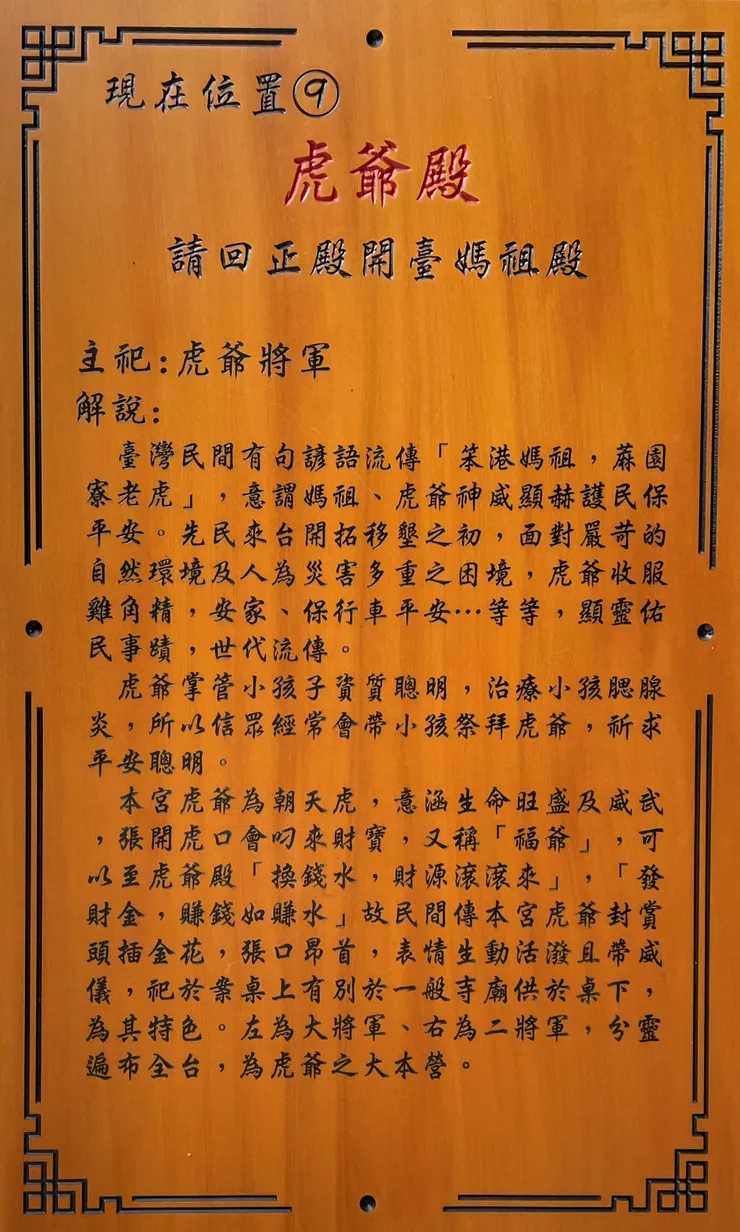 現在位置⑨
虎爺殿
請回正殿開臺媽祖殿
主祀:虎爺將軍
解說:
臺灣民間有句諺語流傳「笨港媽祖,蔴園
寮老虎」,意謂媽祖、虎爺神威顯赫護民保
平安。先民來台開拓移墾之初,面對嚴苛的
自然環境及人為災害多重之困境,虎爺收服
雞角精,安家、保行車平安…等等,顯靈佑
民事蹟,世代流傳。
虎爺掌管小孩子資質聰明,治療小孩腮腺
炎,所以信眾經常會帶小孩祭拜虎爺,祈求
平安聰明。
本宮虎爺為朝天虎,意涵生命旺盛及威武
,張開虎口會叼來財寶,又稱「福爺」,可
以至虎爺殿「換錢水,財源滾滾來」,「發
財金,賺錢如賺水」故民間傳本宮虎爺封賞
頭插金花,張口昂首,表情生動活潑且帶威
儀,祀於案桌上有別於一般寺廟供於桌下,
為其特色。左為大將軍、右為二將軍,分靈
遍布全台,為虎爺之大本營。